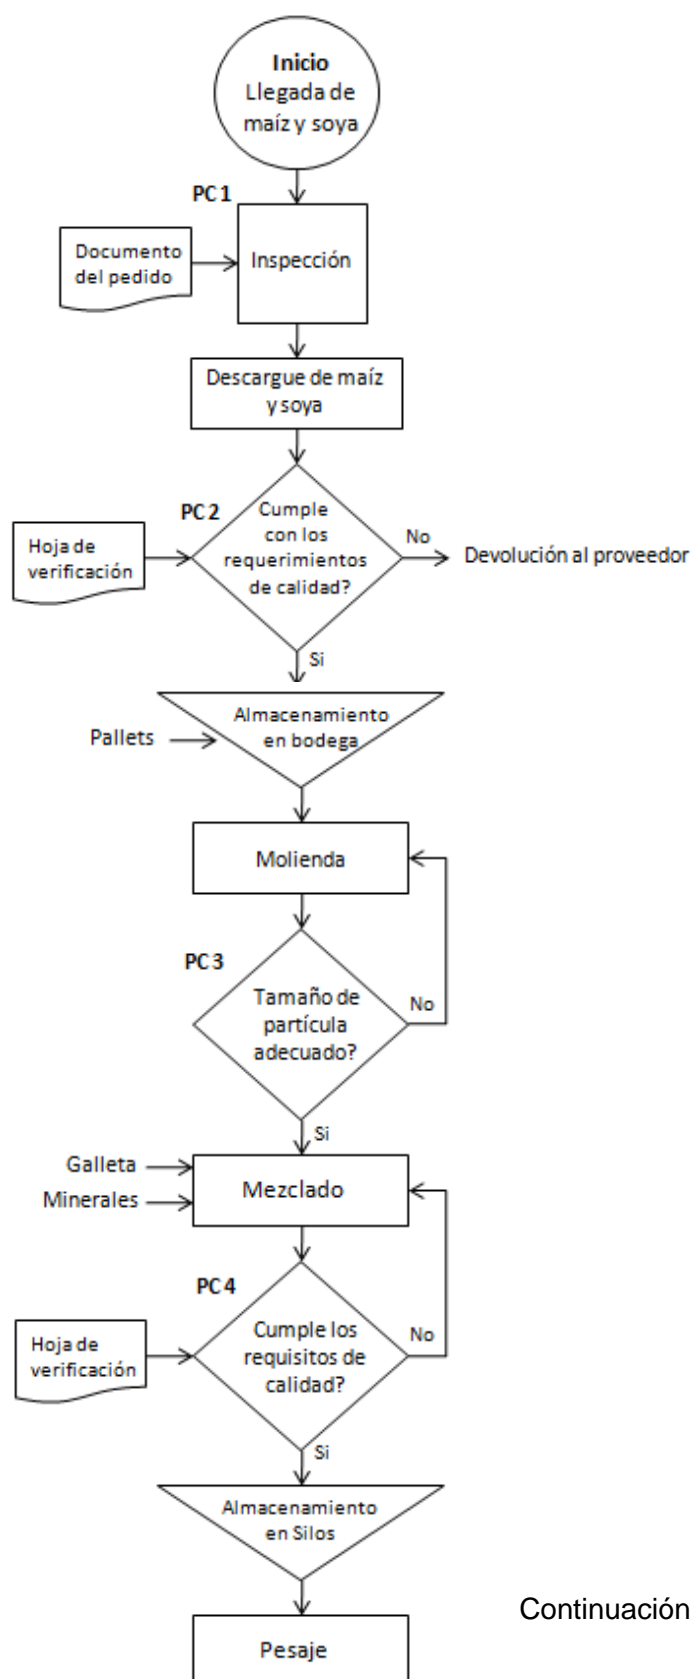 Inicio
Llegada de
maíz y soya
PC 1
Documento
del pedido
Inspección
Descargue de maíz
y soya
PC 2
Cumple
con los
requerimientos
de calidad?
Hoja de
verificación
No
Devolución al proveedor
Si
Almacenamiento
en bodega
Pallets
Molienda
PC 3
Tamaño de
partícula
adecuado?
No
Si
Galleta
Minerales
Mezclado
PC 4
Cumple los
requisitos de
calidad?
No
Hoja de
verificación
Si
Almacenamiento
en Silos
Continuación
Pesaje